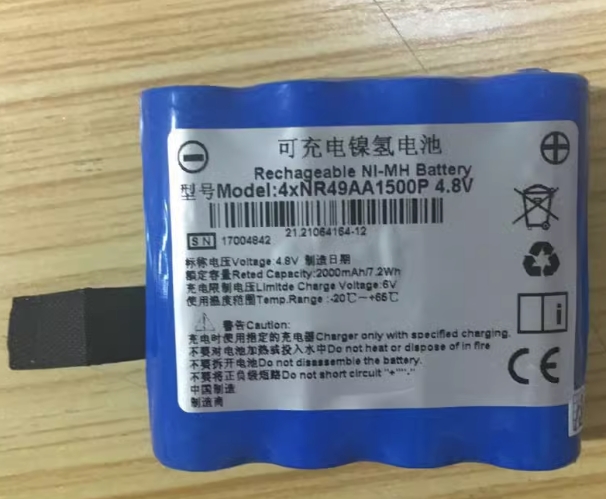 可充电镍氢电池
Rechageable NI-MH Battery
型号Model:4xNR49AA1500P 4.8V
21.21064164-12
SN 17004842
标称电压Voltage:4.8V 制造日期
额定容量Reted Capacity:2000mAh/7.2Wh
充电限制电压Limitde Charge Voltage:6V
使用温度范围Temp.Range:-20℃-+65℃
警告Caution:
充电时使用指定的充电器Charger only with specified charging.
不要对电池加热或投入水中Do not heat or dispose of in fire
不要拆开电池Do not disassemble the battery.
不要将正负级短路Do not short circuit "+""-"
中国制造
制造商
i
CE